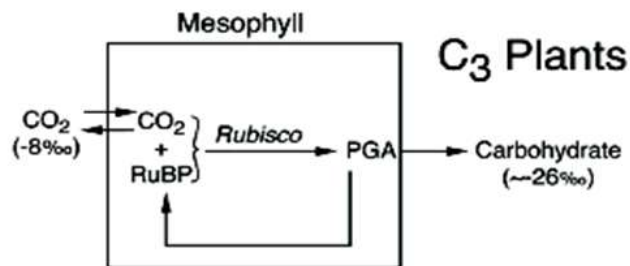 Mesophyll
C3 Plants
CO2
(-8‰)
CO2
+
RuBP
Rubisco
PGA
Carbohydrate
(~-26‰)